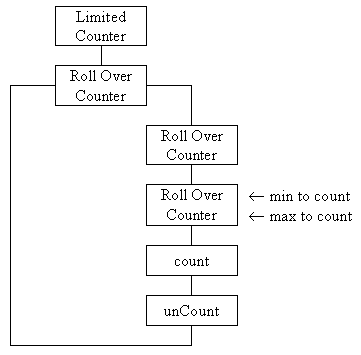 Limited
Counter
Roll Over
Counter
Roll Over
Counter
Roll Over
Counter
← min to count
← max to count
count
unCount